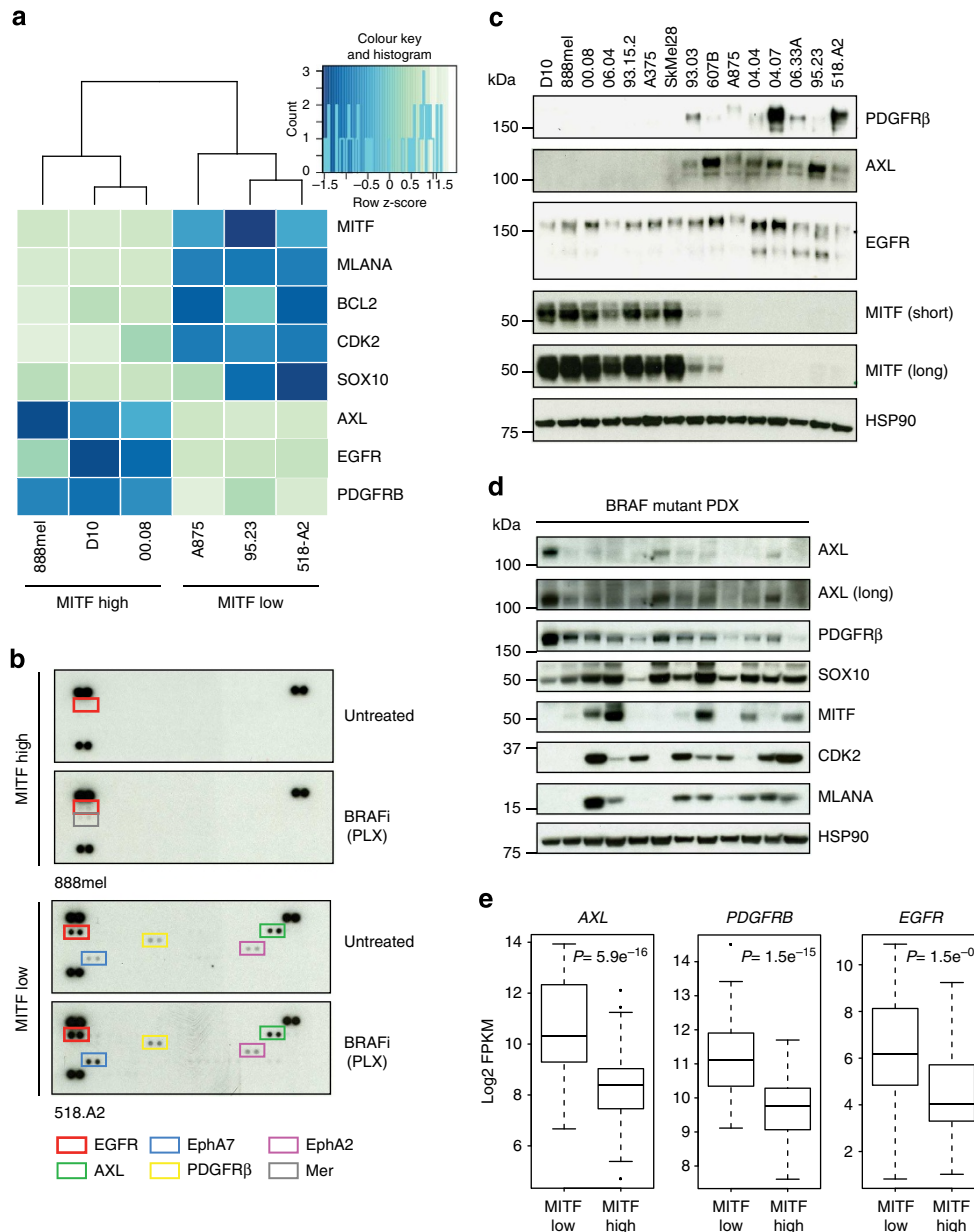 a
Colour key
and histogram
3
2
1
0
Count
–1.5
–0.5
0
0.5
1
1.5
Row z-score
MITF
MLANA
BCL2
CDK2
SOX10
AXL
EGFR
PDGFRB
888mel
D10
00.08
A875
95.23
518-A2
MITF high
MITF low
b
MITF high
Untreated
BRAFi
(PLX)
888mel
MITF low
Untreated
BRAFi
(PLX)
518.A2
EGFR
EphA7
EphA2
AXL
PDGFRβ
Mer
c
kDa
D10
888mel
00.08
06.04
93.15.2
A375
SkMel28
93.03
607B
A875
04.04
04.07
06.33A
95.23
518.A2
150
PDGFRβ
100
AXL
150
EGFR
50
MITF (short)
50
MITF (long)
75
HSP90
d
BRAF mutant PDX
kDa
100
AXL
100
AXL (long)
150
PDGFRβ
50
SOX10
50
MITF
37
CDK2
15
MLANA
75
HSP90
e
Log2 FPKM
AXL
P= 5.9e–16
14
12
10
8
6
MITF
low
MITF
high
PDGFRB
P= 1.5e–15
14
13
12
11
10
9
8
MITF
low
MITF
high
EGFR
P= 1.5e–0
10
8
6
4
2
MITF
low
MITF
high